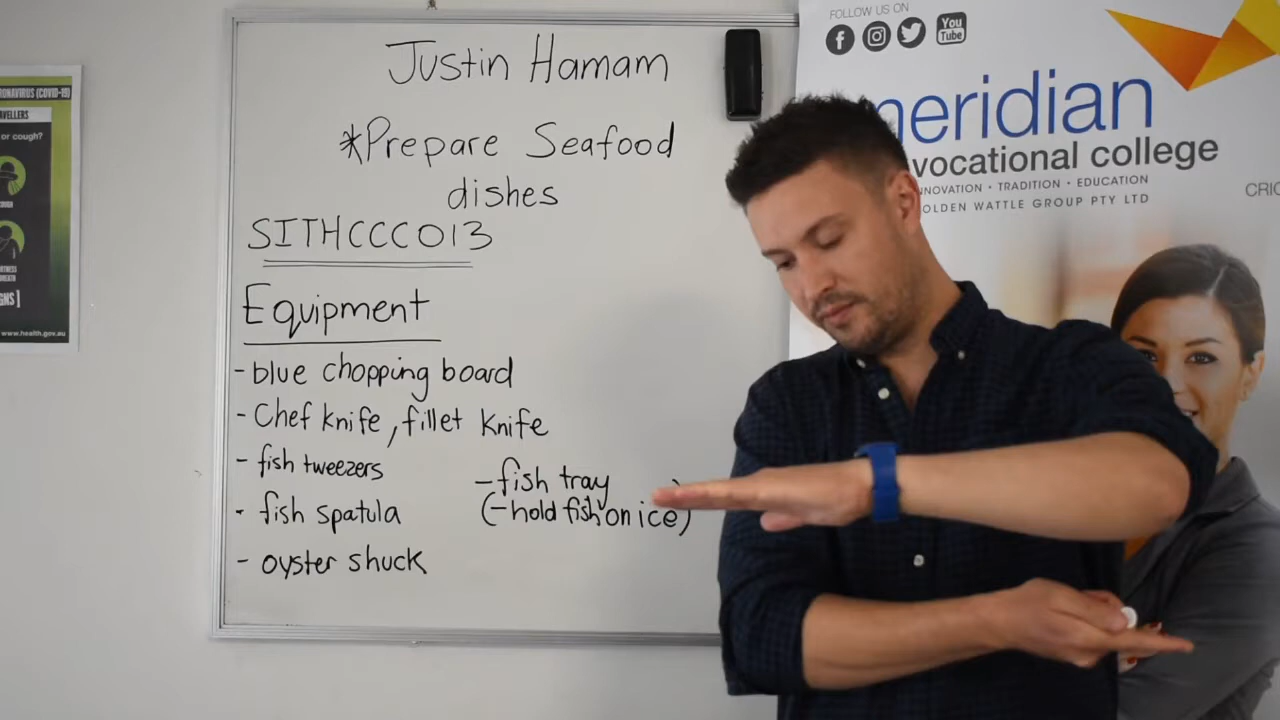 Justin Hamam
*Prepare Seafood
dishes
SITHCCC013
Equipment
- blue chopping board
- Chef knife, fillet knife
- fish tweezers
- fish spatula
- oyster shuck
- fish tray
(- hold fish on ice)
FOLLOW US ON
You
Tube
meridian
vocational college
INNOVATION • TRADITION • EDUCATION
GOLDEN WATTLE GROUP PTY LTD
CRIC
(COVID-19)
or cough?
www.health.gov.au